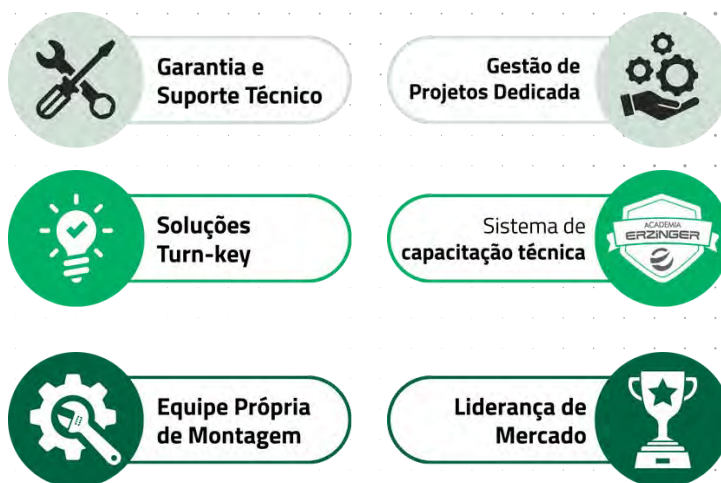 Garantia e
Suporte Técnico
Gestão de
Projetos Dedicada
Soluções
Turn-key
Sistema de
capacitação técnica
ACADEMIA
ERZINGER
Equipe Própria
de Montagem
Liderança de
Mercado